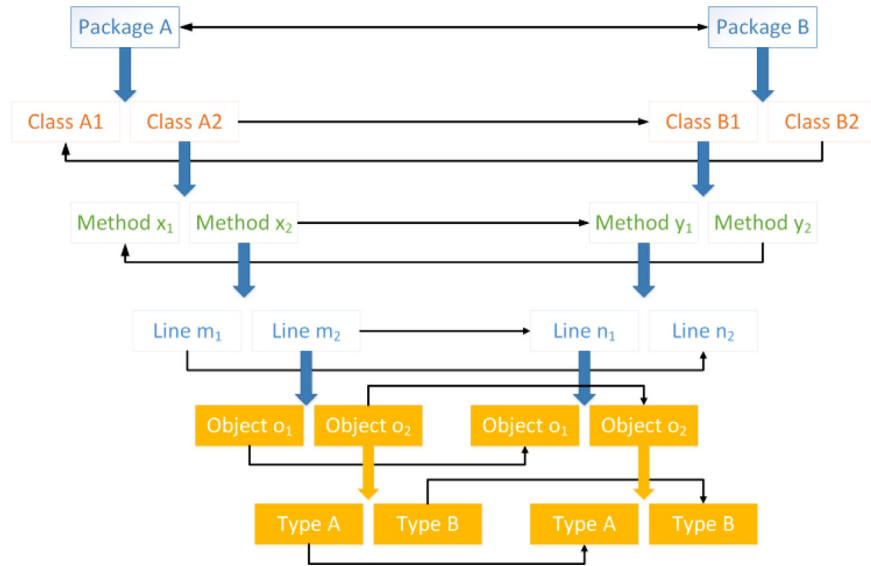 Package A Package B
Class A1 Class A2 Class B1 Class B2
Method x₁ Method x₂ Method y₁ Method y₂
Line m₁ Line m₂ Line n₁ Line n₂
Object o₁ Object o₂ Object o₁ Object o₂
Type A Type B Type A Type B